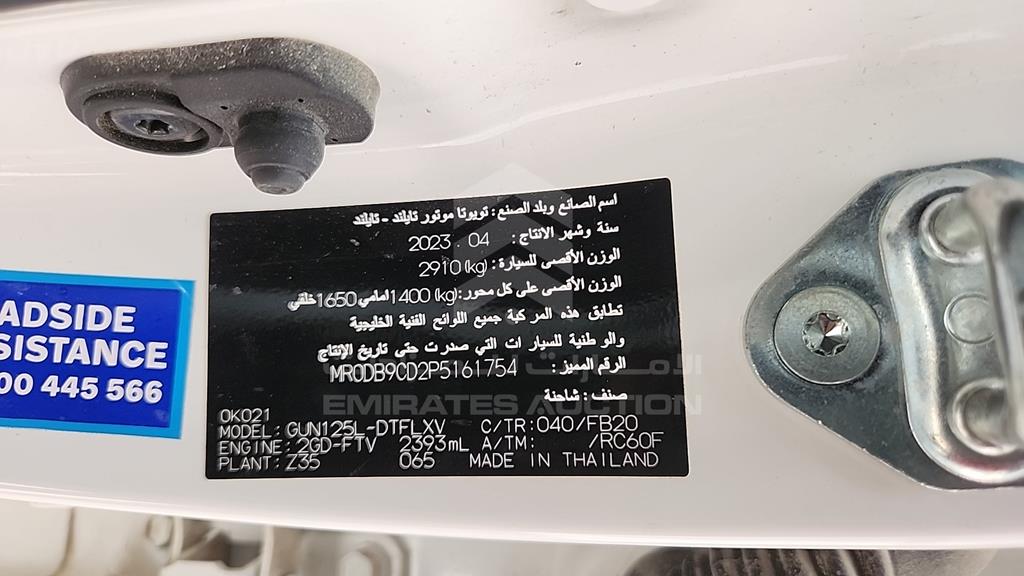 ADSIDE
SISTANCE
00 445 566
اسم الصانع وبلد الصنع: تويوتا موتور تايلند - تايلند
سنة وشهر الانتاج: 2023 . 04
الوزن الأقصى للسيارة: 2910 (kg)
الوزن الأقصى على كل محور: 1400 (kg) امامي 1650 خلفي
تطابق هذه المركبة جميع اللوائح الفنية الخليجية
والوطنية للسيارات التي صدرت حتى تاريخ الإنتاج
الرقم المميز: MR0DB9CD2P5161754
صنف: شاحنة
0K021
MODEL: GUN125L-DTFLXV C/TR: 040/FB20
ENGINE: 2GD-FTV 2393mL A/TM: /RC60F
PLANT: Z35 065 MADE IN THAILAND
الامارات للمزادات
EMIRATES AUCTION